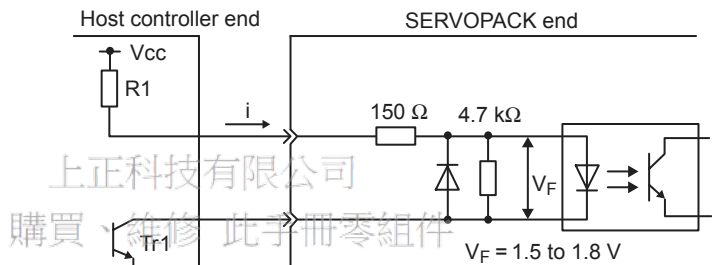 Host controller end
SERVOPACK end
Vcc
R1
i
150 Ω
4.7 kΩ
上正科技有限公司
V_F
購買、維修 此手冊零組件
Tr1
V_F = 1.5 to 1.8 V